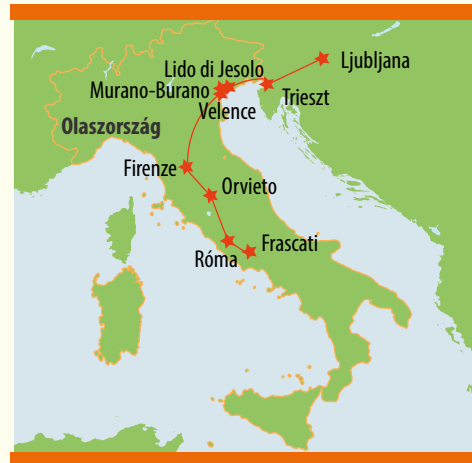 Ljubljana
Lido di Jesolo
Murano-Burano
Trieszt
Velence
Olaszország
Firenze
Orvieto
Róma
Frascati